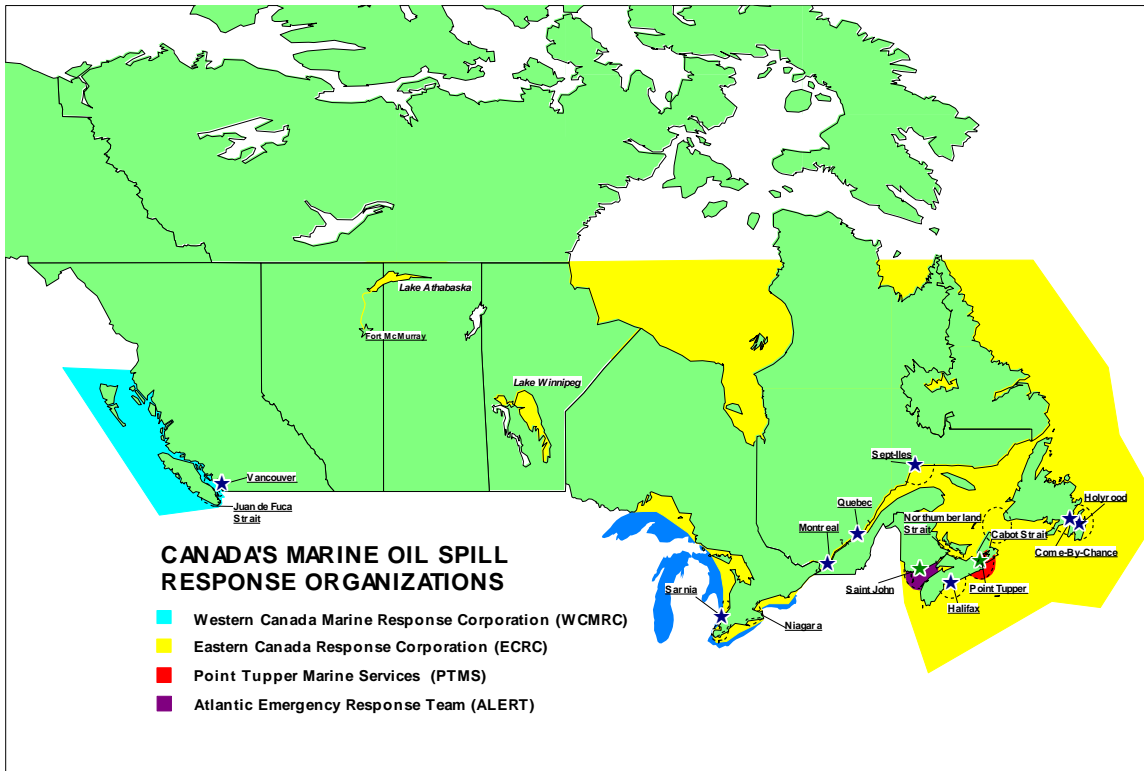 Lake Athabaska
Fort McMurray
Lake Winnipeg
Vancouver
Juan de Fuca
Strait
Sept-Iles
Quebec
Montreal
Northumberland
Strait
Cabot Strait
Holyrood
Come-By-Chance
Saint John
Point Tupper
Halifax
Sarnia
Niagara
CANADA'S MARINE OIL SPILL
RESPONSE ORGANIZATIONS
Western Canada Marine Response Corporation (WCMRC)
Eastern Canada Response Corporation (ECRC)
Point Tupper Marine Services (PTMS)
Atlantic Emergency Response Team (ALERT)